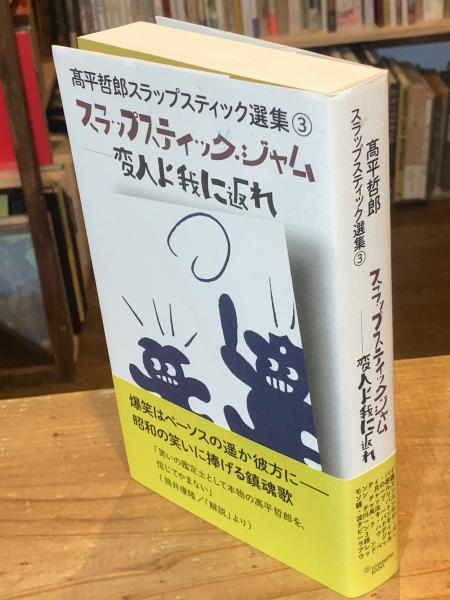 髙平哲郎スラップスティック選集③
スラップスティック・ジャム
──変人よ我に返れ
爆笑はペーソスの遥か彼方に──
昭和の笑いに捧げる鎮魂歌
「笑いの鑑定士として本物の髙平哲郎を、
信じてやまない」
(筒井康隆/「解説」より)
髙平哲郎
スラップスティック選集③
スラップスティック・ジャム
──変人よ我に返れ
YOSHIMOTO
BOOKS